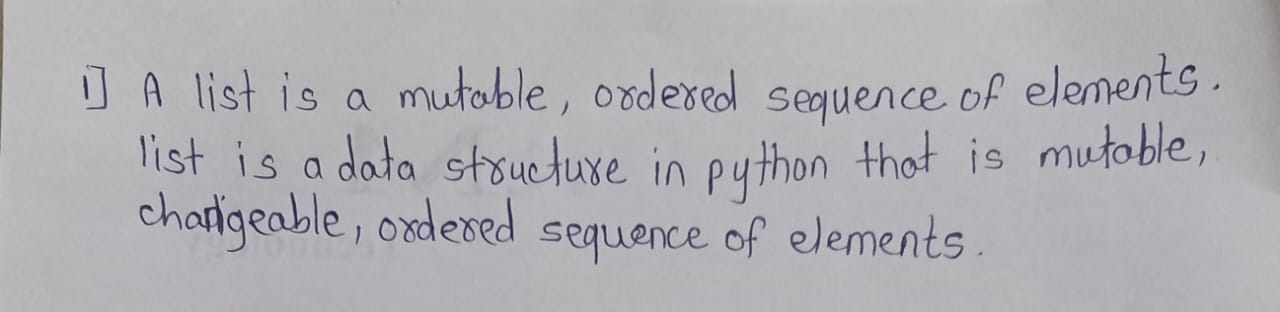 1] A list is a mutable, ordered sequence of elements.
list is a data structure in python that is mutable,
changeable, ordered sequence of elements.